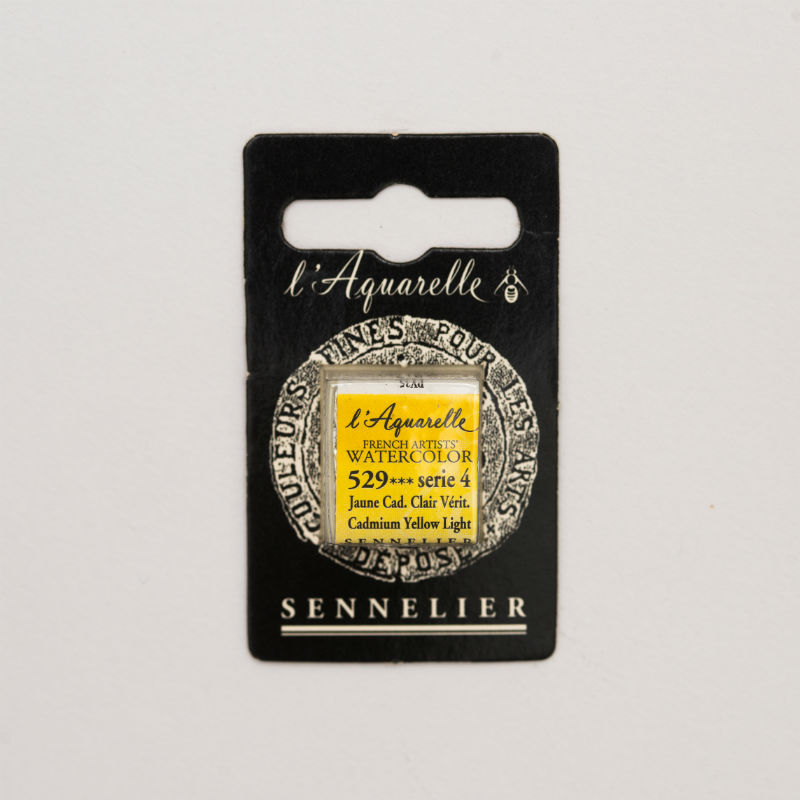 l'Aquarelle
COULEURS FINES POUR LES ARTS
DÉPOSÉ
PY35
l'Aquarelle
FRENCH ARTISTS'
WATERCOLOR
529*** serie 4
Jaune Cad. Clair Vérit.
Cadmium Yellow Light
SENNELIER
SENNELIER